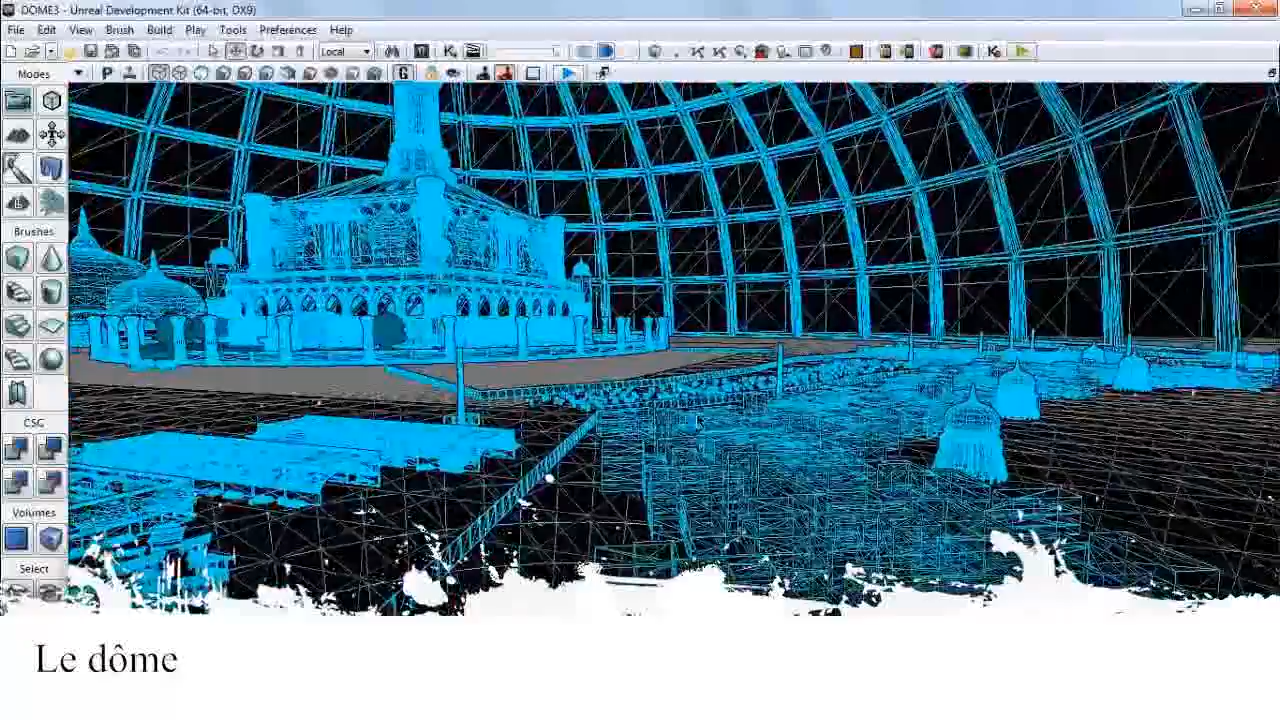 DOME3 - Unreal Development Kit (64-bit, DX9)
File Edit View Brush Build Play Tools Preferences Help
Local
Modes
P
G
Brushes
CSG
Volumes
Select
Le dôme